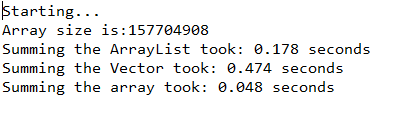 Starting...
Array size is:157704908
Summing the ArrayList took: 0.178 seconds
Summing the Vector took: 0.474 seconds
Summing the array took: 0.048 seconds